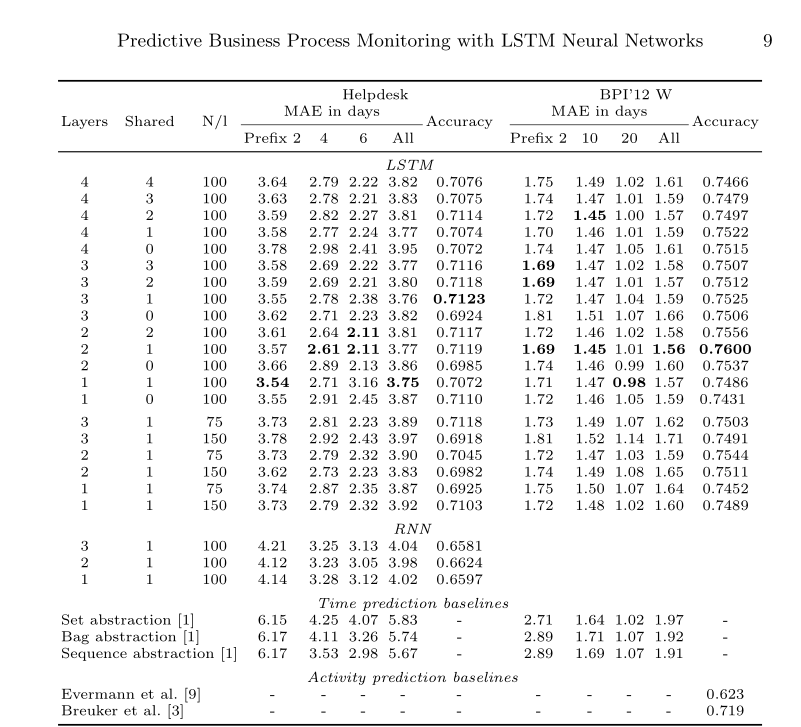 Predictive Business Process Monitoring with LSTM Neural Networks 9
Helpdesk BPI'12 W
Layers Shared N/l MAE in days Accuracy MAE in days Accuracy
Prefix 2 4 6 All Prefix 2 10 20 All
LSTM
4 4 100 3.64 2.79 2.22 3.82 0.7076 1.75 1.49 1.02 1.61 0.7466
4 3 100 3.63 2.78 2.21 3.83 0.7075 1.74 1.47 1.01 1.59 0.7479
4 2 100 3.59 2.82 2.27 3.81 0.7114 1.72 1.45 1.00 1.57 0.7497
4 1 100 3.58 2.77 2.24 3.77 0.7074 1.70 1.46 1.01 1.59 0.7522
4 0 100 3.78 2.98 2.41 3.95 0.7072 1.74 1.47 1.05 1.61 0.7515
3 3 100 3.58 2.69 2.22 3.77 0.7116 1.69 1.47 1.02 1.58 0.7507
3 2 100 3.59 2.69 2.21 3.80 0.7118 1.69 1.47 1.01 1.57 0.7512
3 1 100 3.55 2.78 2.38 3.76 0.7123 1.72 1.47 1.04 1.59 0.7525
3 0 100 3.62 2.71 2.23 3.82 0.6924 1.81 1.51 1.07 1.66 0.7506
2 2 100 3.61 2.64 2.11 3.81 0.7117 1.72 1.46 1.02 1.58 0.7556
2 1 100 3.57 2.61 2.11 3.77 0.7119 1.69 1.45 1.01 1.56 0.7600
2 0 100 3.66 2.89 2.13 3.86 0.6985 1.74 1.46 0.99 1.60 0.7537
1 1 100 3.54 2.71 3.16 3.75 0.7072 1.71 1.47 0.98 1.57 0.7486
1 0 100 3.55 2.91 2.45 3.87 0.7110 1.72 1.46 1.05 1.59 0.7431
3 1 75 3.73 2.81 2.23 3.89 0.7118 1.73 1.49 1.07 1.62 0.7503
3 1 150 3.78 2.92 2.43 3.97 0.6918 1.81 1.52 1.14 1.71 0.7491
2 1 75 3.73 2.79 2.32 3.90 0.7045 1.72 1.47 1.03 1.59 0.7544
2 1 150 3.62 2.73 2.23 3.83 0.6982 1.74 1.49 1.08 1.65 0.7511
1 1 75 3.74 2.87 2.35 3.87 0.6925 1.75 1.50 1.07 1.64 0.7452
1 1 150 3.73 2.79 2.32 3.92 0.7103 1.72 1.48 1.02 1.60 0.7489
RNN
3 1 100 4.21 3.25 3.13 4.04 0.6581
2 1 100 4.12 3.23 3.05 3.98 0.6624
1 1 100 4.14 3.28 3.12 4.02 0.6597
Time prediction baselines
Set abstraction [1] 6.15 4.25 4.07 5.83 - 2.71 1.64 1.02 1.97 -
Bag abstraction [1] 6.17 4.11 3.26 5.74 - 2.89 1.71 1.07 1.92 -
Sequence abstraction [1] 6.17 3.53 2.98 5.67 - 2.89 1.69 1.07 1.91 -
Activity prediction baselines
Evermann et al. [9] - - - - - - - - - 0.623
Breuker et al. [3] - - - - - - - - - 0.719